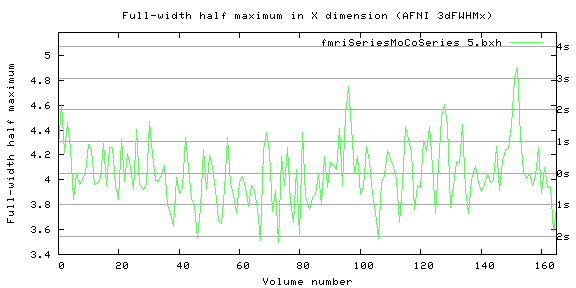 Full-width half maximum in X dimension (AFNI 3dFWHMx)
fmriSeriesMoCoSeries 5.bxh
Full-width half maximum
5
4.8
4.6
4.4
4.2
4
3.8
3.6
3.4
4s
3s
2s
1s
0s
1s
2s
0 20 40 60 80 100 120 140 160
Volume number